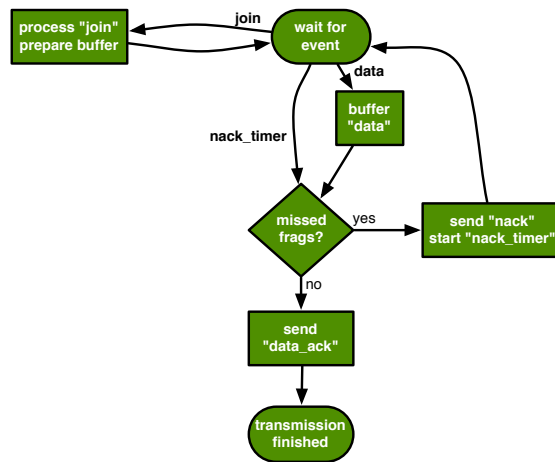 join
process "join"
prepare buffer
wait for
event
data
buffer
"data"
nack_timer
missed
frags?
yes
send "nack"
start "nack_timer"
no
send
"data_ack"
transmission
finished